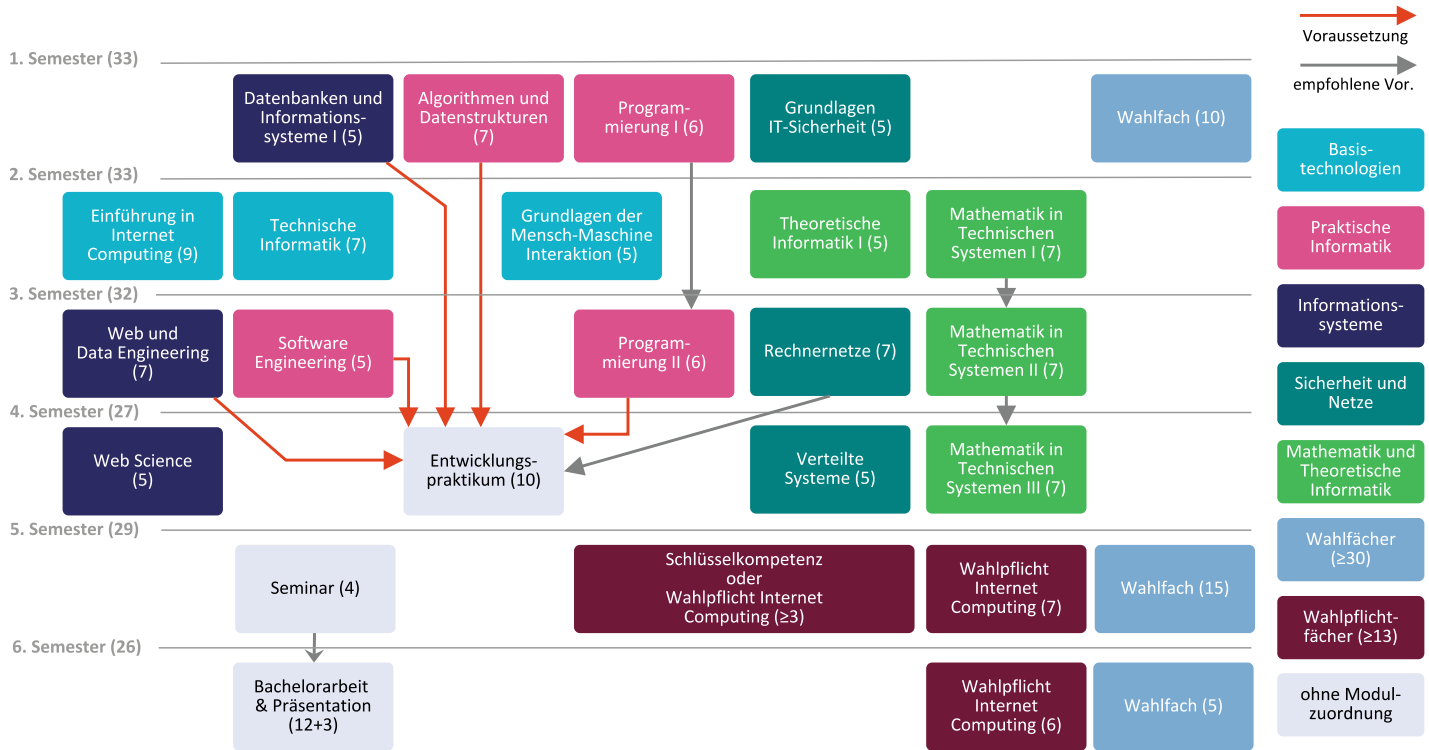 Voraussetzung
empfohlene Vor.
1. Semester (33)
Datenbanken und
Informations-
systeme I (5)
Algorithmen und
Datenstrukturen
(7)
Program-
mierung I (6)
Grundlagen
IT-Sicherheit (5)
Wahlfach (10)
2. Semester (33)
Einführung in
Internet
Computing (9)
Technische
Informatik (7)
Grundlagen der
Mensch-Maschine
Interaktion (5)
Theoretische
Informatik I (5)
Mathematik in
Technischen
Systemen I (7)
3. Semester (32)
Web und
Data Engineering
(7)
Software
Engineering (5)
Program-
mierung II (6)
Rechnernetze (7)
Mathematik in
Technischen
Systemen II (7)
4. Semester (27)
Web Science
(5)
Entwicklungs-
praktikum (10)
Verteilte
Systeme (5)
Mathematik in
Technischen
Systemen III (7)
5. Semester (29)
Seminar (4)
Schlüsselkompetenz
oder
Wahlpflicht Internet
Computing (≥3)
Wahlpflicht
Internet
Computing (7)
Wahlfach (15)
6. Semester (26)
Bachelorarbeit
& Präsentation
(12+3)
Wahlpflicht
Internet
Computing (6)
Wahlfach (5)
Basis-
technologien
Praktische
Informatik
Informations-
systeme
Sicherheit und
Netze
Mathematik und
Theoretische
Informatik
Wahlfächer
(≥30)
Wahlpflicht-
fächer (≥13)
ohne Modul-
zuordnung